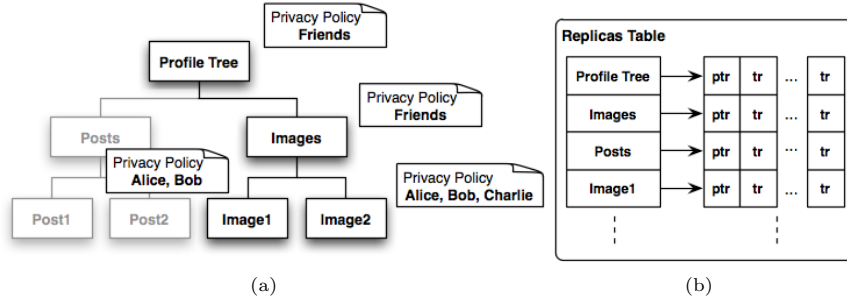 Privacy Policy
Friends
Profile Tree
Privacy Policy
Friends
Posts
Images
Privacy Policy
Alice, Bob
Privacy Policy
Alice, Bob, Charlie
Post1
Post2
Image1
Image2
(a)
Replicas Table
Profile Tree ptr tr ... tr
Images ptr tr ... tr
Posts ptr tr ... tr
Image1 ptr tr ... tr
(b)